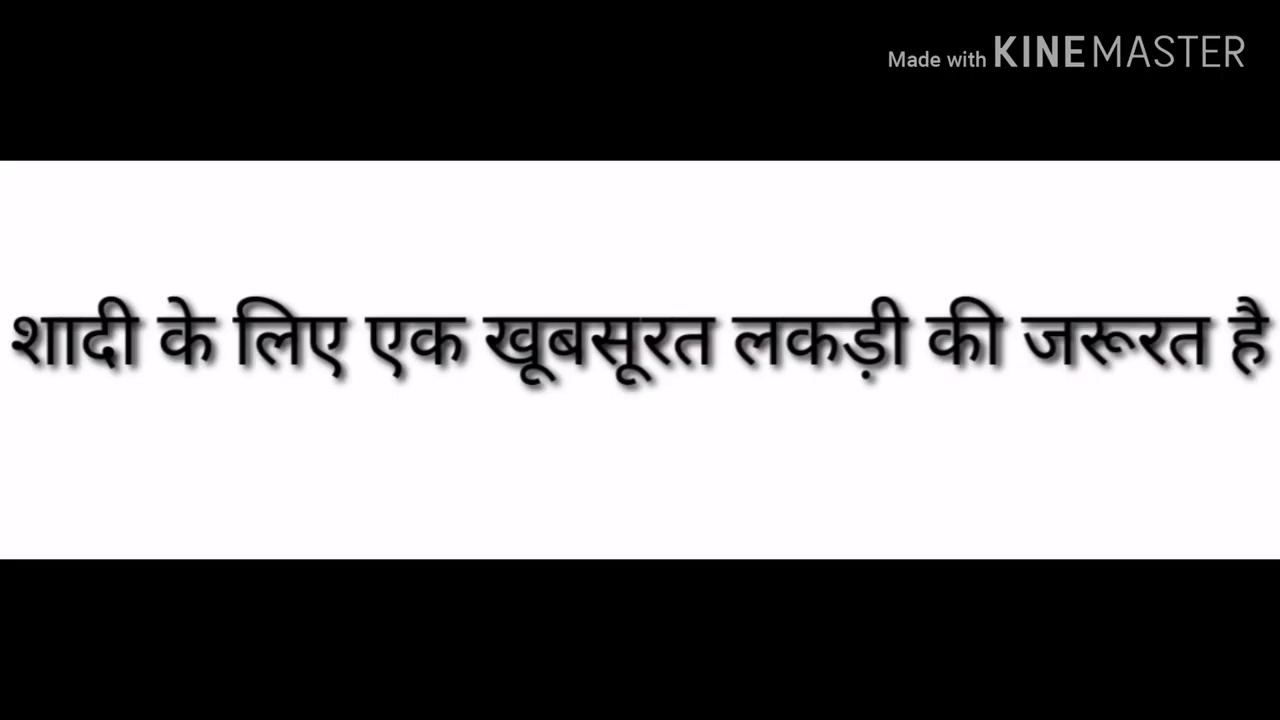 Made with KINEMASTER
शादी के लिए एक खूबसूरत लकड़ी की जरूरत है